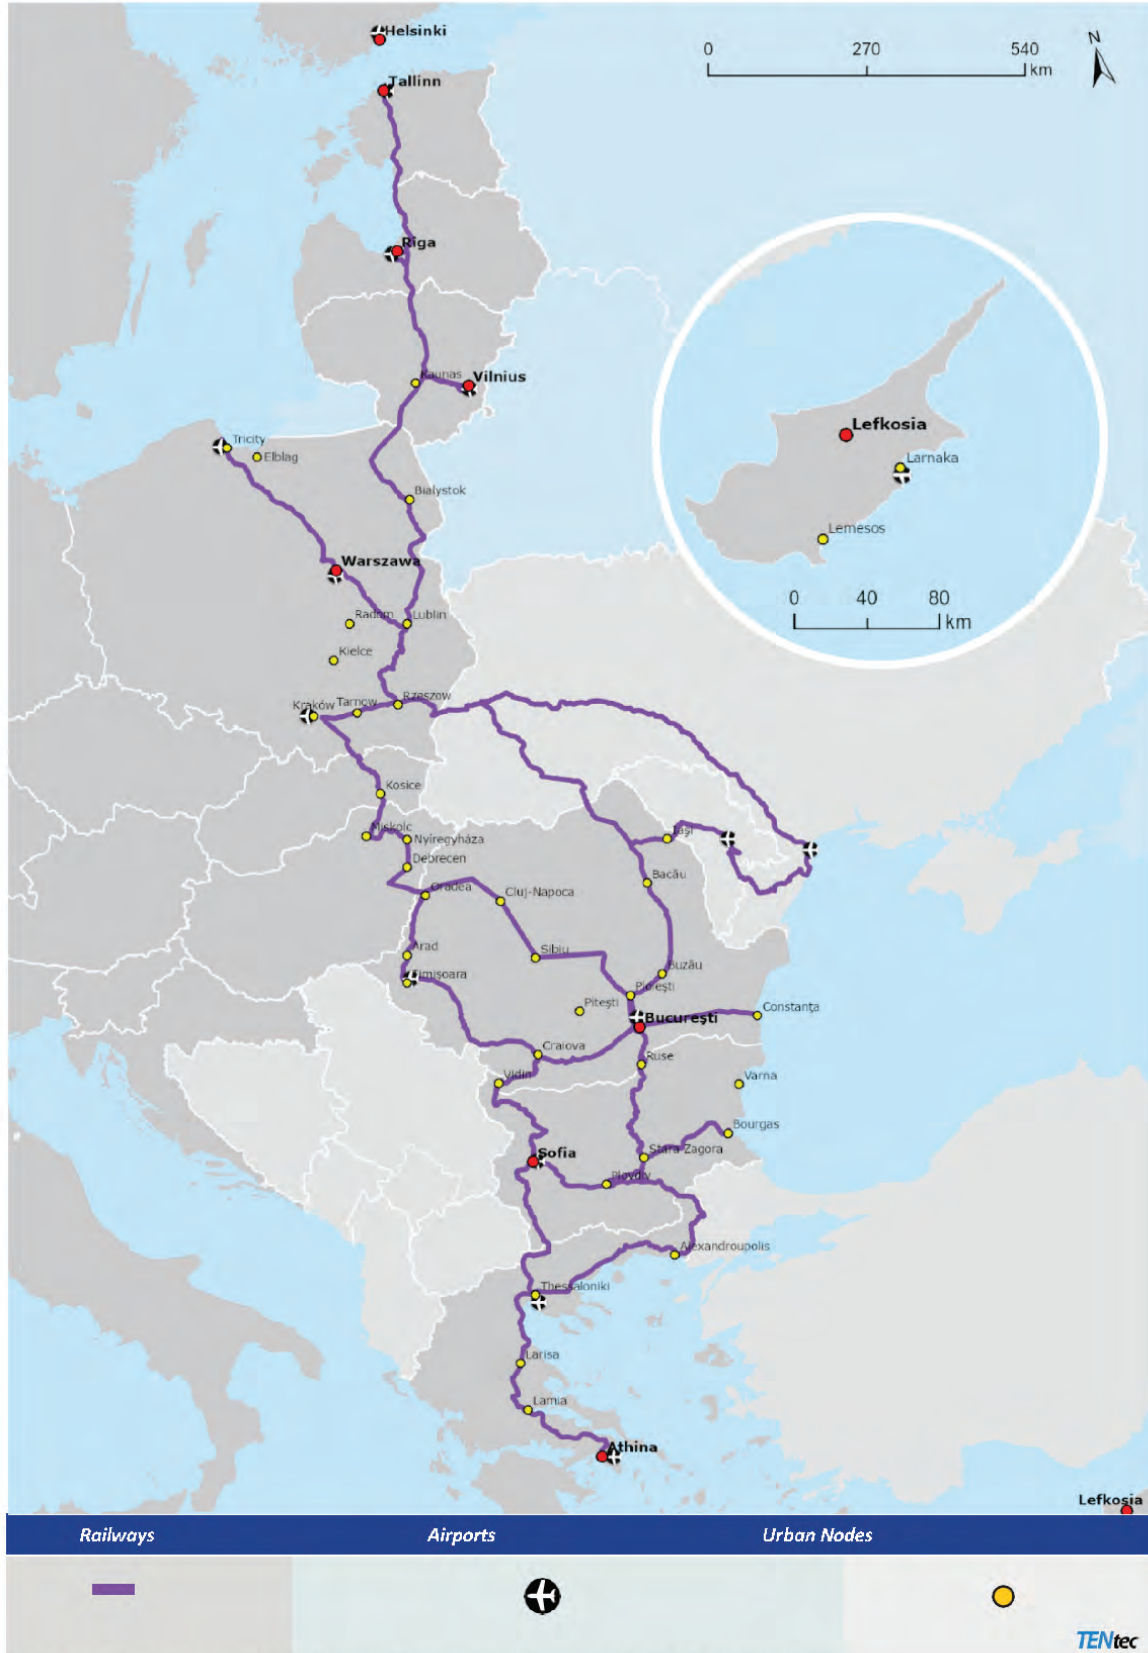 Helsinki
N
0 270 540
km
Tallinn
Riga
Kaunas
Vilnius
Tricity
Elblag
Lefkosia
Larnaka
Bialystok
Lemesos
Warszawa
0 40 80
km
Radom
Lublin
Kielce
Rzeszow
Kraków
Tarnow
Kosice
Miskolc
Nyíregyháza
Iaşi
Debrecen
Bacău
Oradea
Cluj-Napoca
Arad
Sibiu
Buzău
Timişoara
Ploieşti
Piteşti
Constanţa
Bucureşti
Craiova
Ruse
Vidin
Varna
Bourgas
Sofia
Stara Zagora
Plovdiv
Alexandroupolis
Thessaloniki
Larisa
Lamia
Athina
Lefkosia
Railways Airports Urban Nodes
TENtec